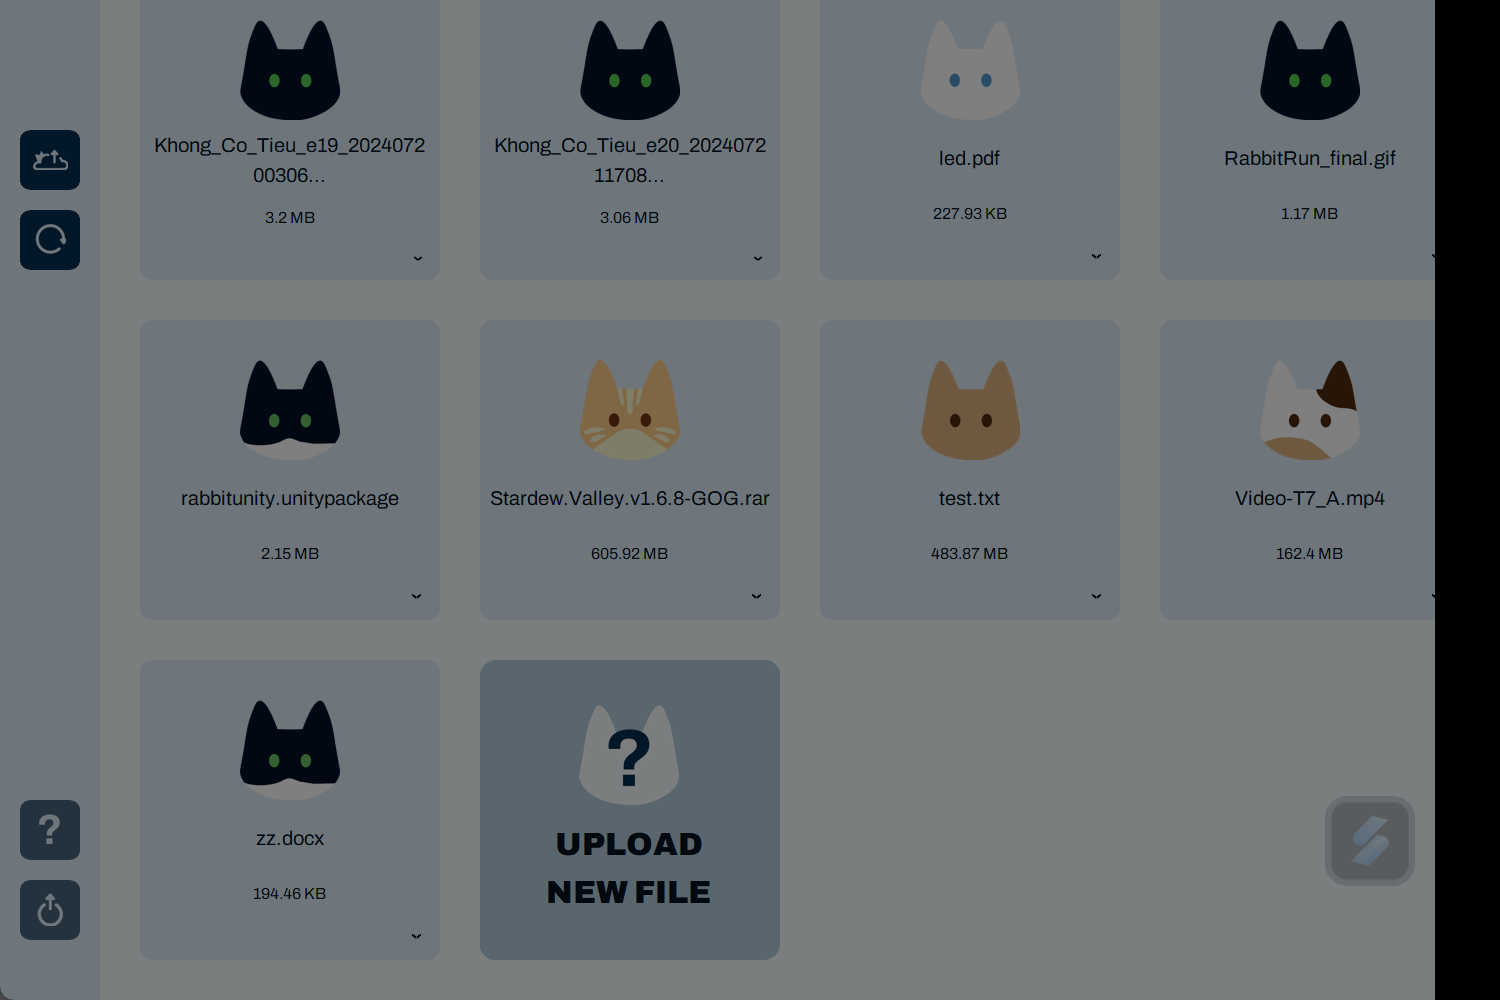 Khong_Co_Tieu_e19_2024072
00306...
3.2 MB
Khong_Co_Tieu_e20_2024072
11708...
3.06 MB
led.pdf
227.93 KB
RabbitRun_final.gif
1.17 MB
rabbitunity.unitypackage
2.15 MB
Stardew.Valley.v1.6.8-GOG.rar
605.92 MB
test.txt
483.87 MB
Video-T7_A.mp4
162.4 MB
zz.docx
194.46 KB
?
UPLOAD
NEW FILE
?